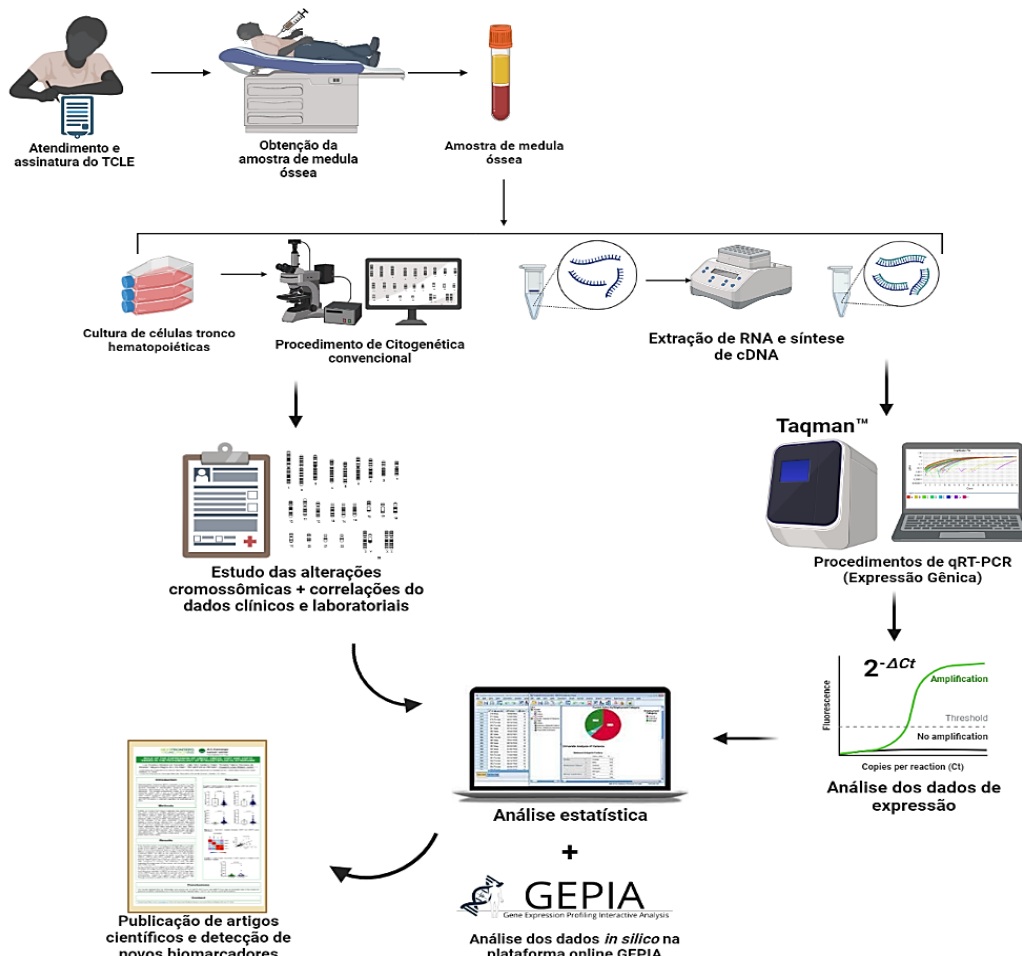 Atendimento e
assinatura do TCLE
Obtenção da
amostra de medula
óssea
Amostra de medula
óssea
Cultura de células tronco
hematopoiéticas
Procedimento de Citogenética
convencional
Extração de RNA e síntese
de cDNA
Taqman™
Procedimentos de qRT-PCR
(Expressão Gênica)
Estudo das alterações
cromossômicas + correlações do
dados clínicos e laboratoriais
2-ΔCt
Amplification
Threshold
No amplification
Fluorescence
Copies per reaction (Ct)
Análise dos dados de
expressão
Análise estatística
+
GEPIA
Gene Expression Profiling Interactive Analysis
Análise dos dados in silico na
plataforma online GEPIA
Publicação de artigos
científicos e detecção de
novos biomarcadores